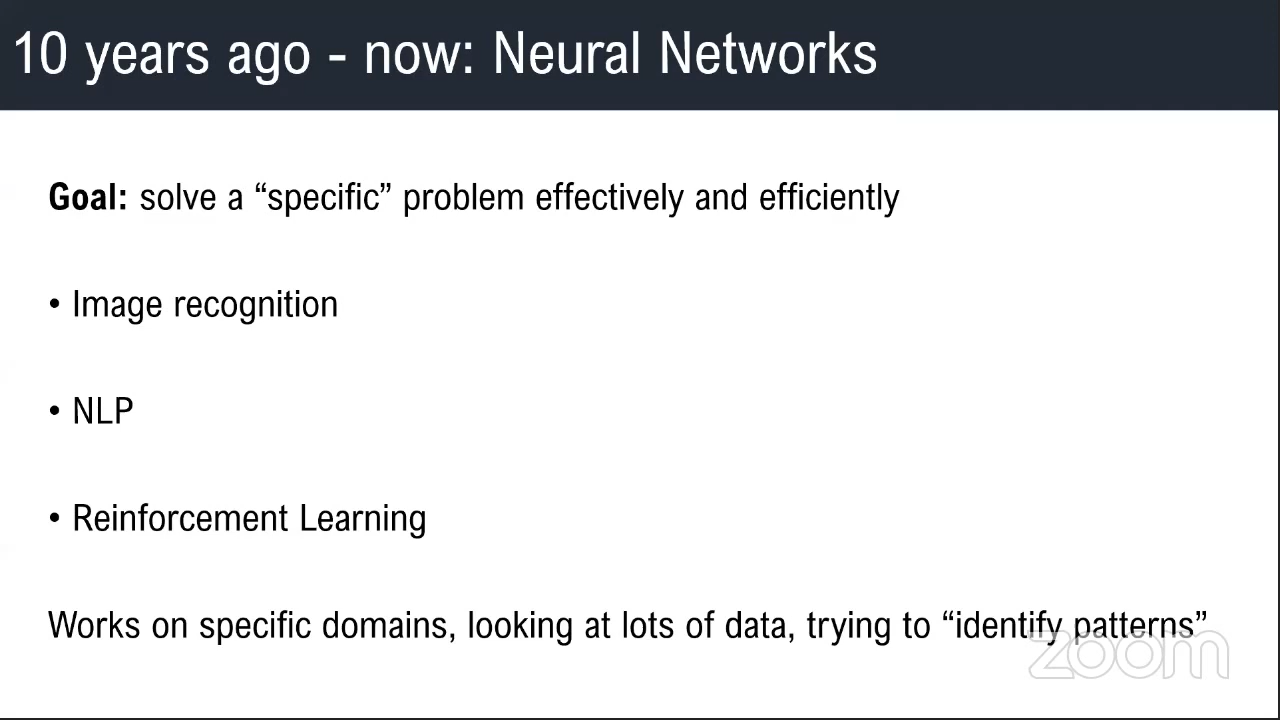 10 years ago - now: Neural Networks
Goal: solve a “specific” problem effectively and efficiently
• Image recognition
• NLP
• Reinforcement Learning
Works on specific domains, looking at lots of data, trying to “identify patterns”
zoom